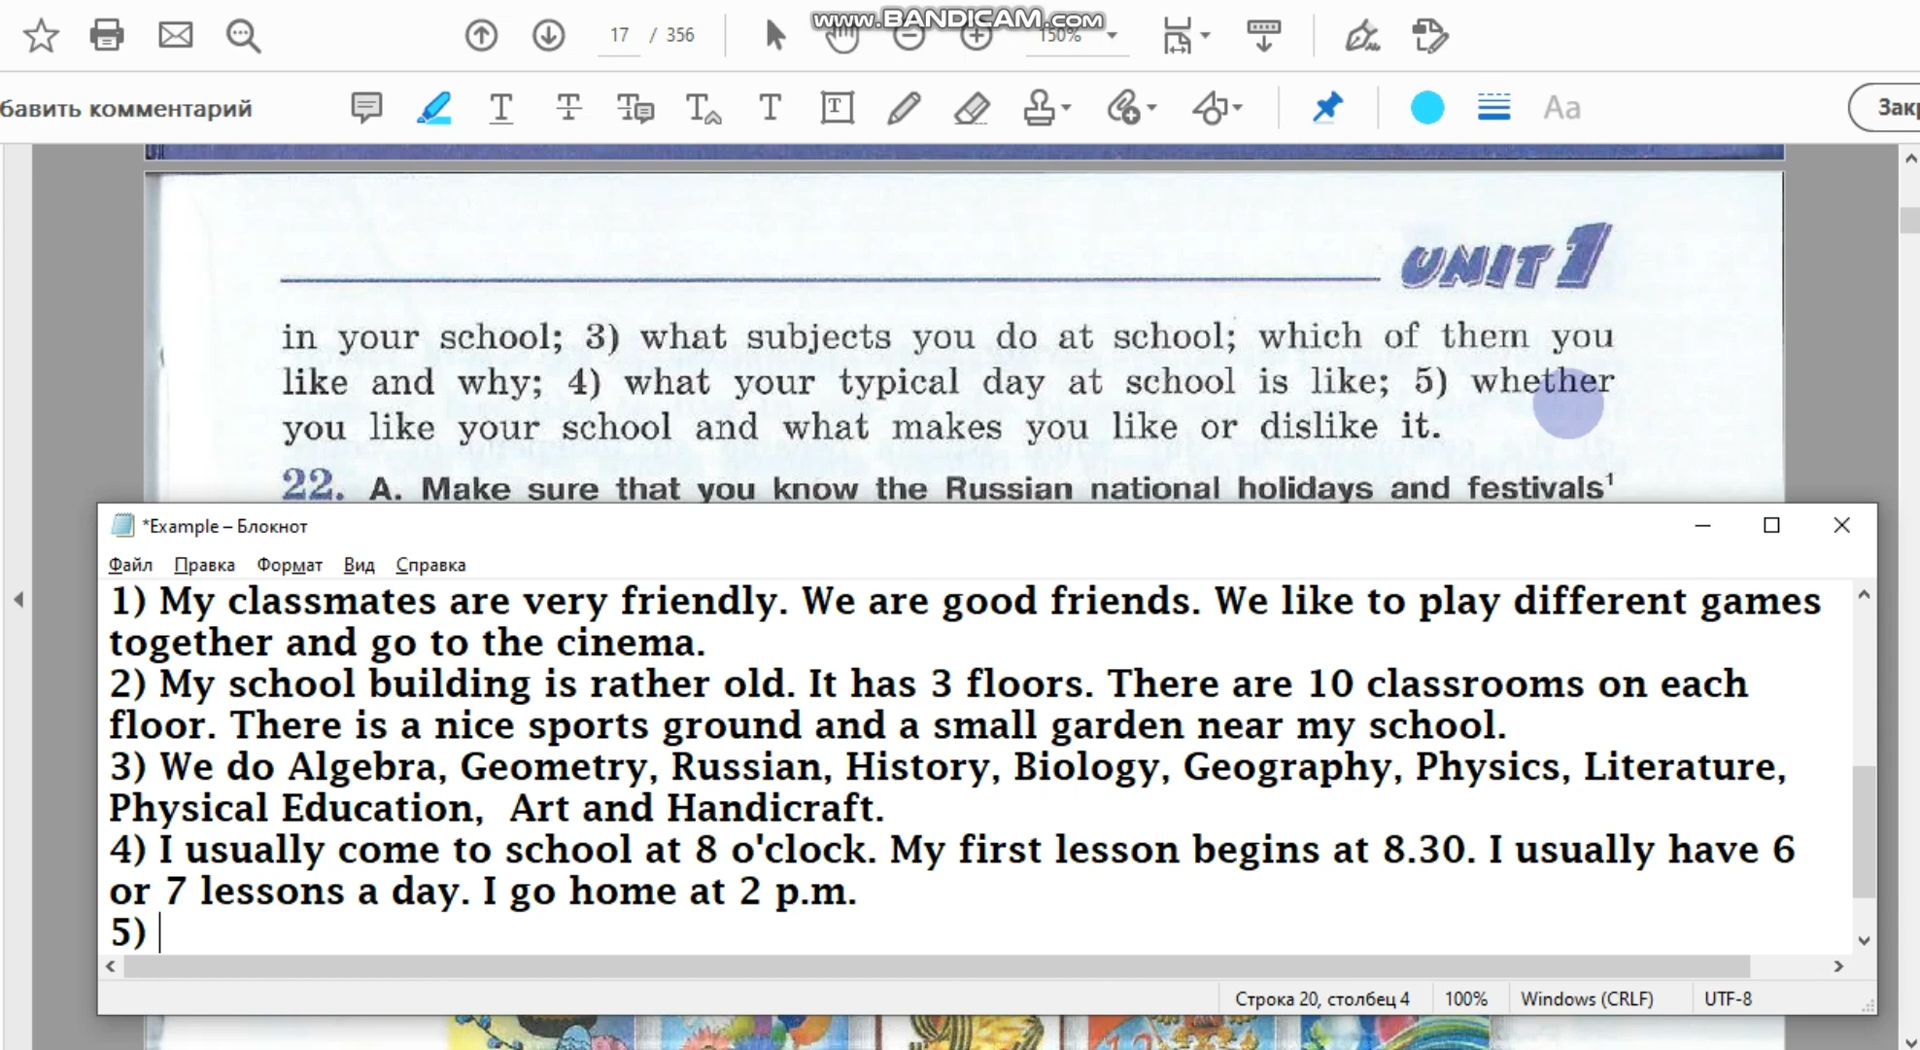 www.BANDICAM.com
17 / 356
150%
бавить комментарий
Aa
UNIT 1
in your school; 3) what subjects you do at school; which of them you
like and why; 4) what your typical day at school is like; 5) whether
you like your school and what makes you like or dislike it.
22. A. Make sure that you know the Russian national holidays and festivals¹
*Example – Блокнот
Файл Правка Формат Вид Справка
1) My classmates are very friendly. We are good friends. We like to play different games
together and go to the cinema.
2) My school building is rather old. It has 3 floors. There are 10 classrooms on each
floor. There is a nice sports ground and a small garden near my school.
3) We do Algebra, Geometry, Russian, History, Biology, Geography, Physics, Literature,
Physical Education,  Art and Handicraft.
4) I usually come to school at 8 o'clock. My first lesson begins at 8.30. I usually have 6
or 7 lessons a day. I go home at 2 p.m.
5)
Строка 20, столбец 4 100% Windows (CRLF) UTF-8